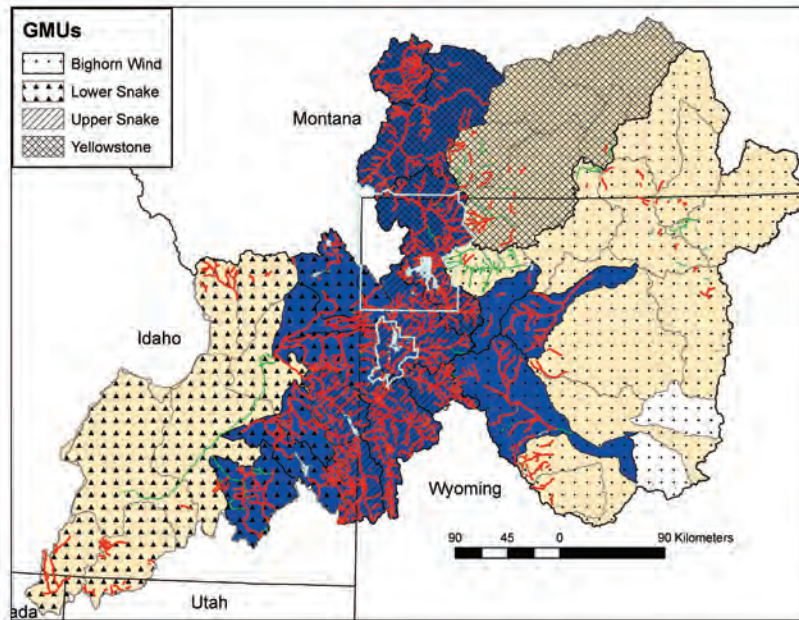 GMUs
Bighorn Wind
Lower Snake
Upper Snake
Yellowstone
Montana
Idaho
Wyoming
90 45 0 90 Kilometers
Utah
ada